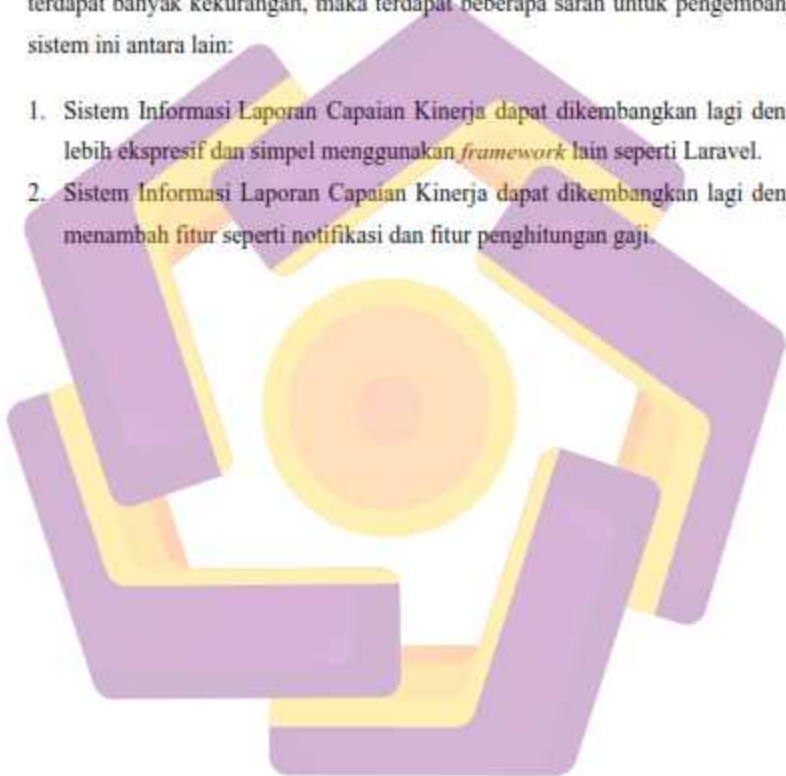 terdapat banyak kekurangan, maka terdapat beberapa saran untuk pengemban
sistem ini antara lain:
1. Sistem Informasi Laporan Capaian Kinerja dapat dikembangkan lagi den
lebih ekspresif dan simpel menggunakan framework lain seperti Laravel.
2. Sistem Informasi Laporan Capaian Kinerja dapat dikembangkan lagi den
menambah fitur seperti notifikasi dan fitur penghitungan gaji.